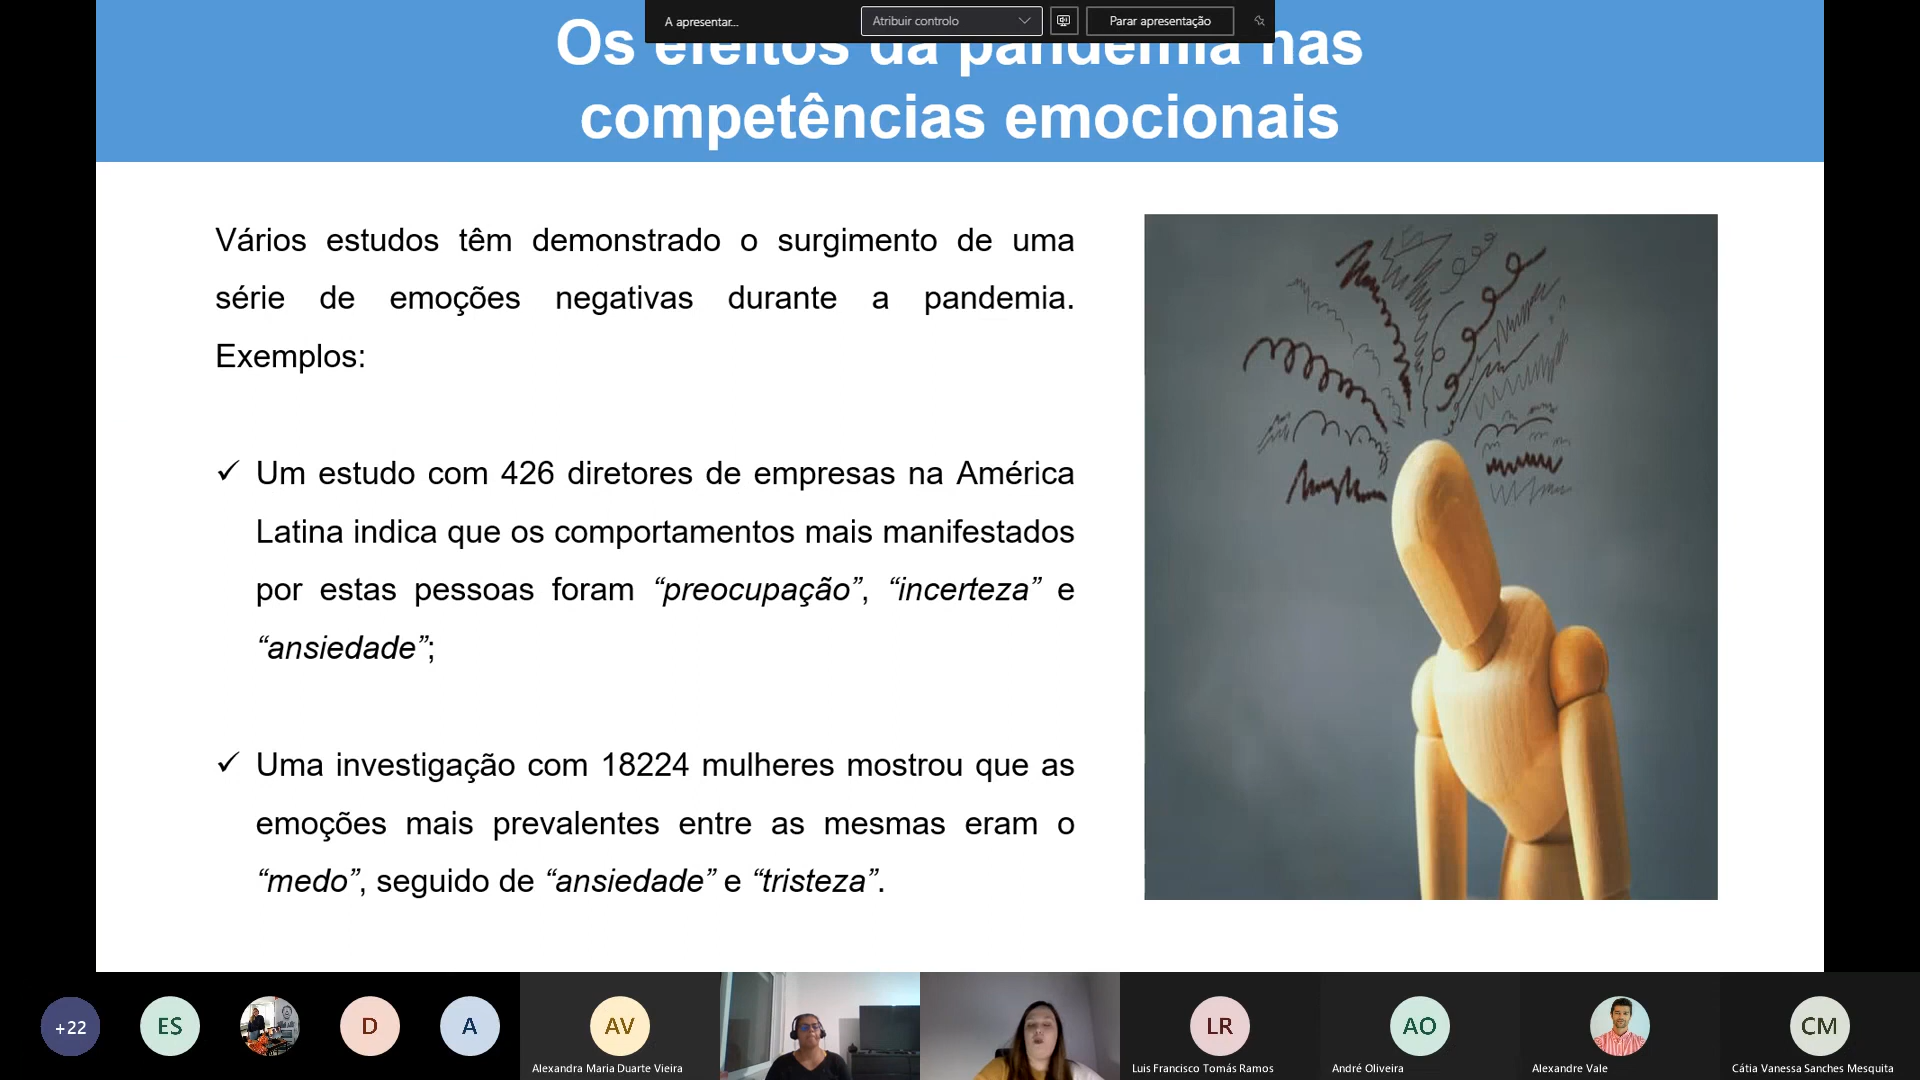 A apresentar...
Atribuir controlo
Parar apresentação
Os efeitos da pandemia nas
competências emocionais
Vários estudos têm demonstrado o surgimento de uma
série de emoções negativas durante a pandemia.
Exemplos:
✓ Um estudo com 426 diretores de empresas na América
Latina indica que os comportamentos mais manifestados
por estas pessoas foram “preocupação”, “incerteza” e
“ansiedade”;
✓ Uma investigação com 18224 mulheres mostrou que as
emoções mais prevalentes entre as mesmas eram o
“medo”, seguido de “ansiedade” e “tristeza”.
+22
ES
D
A
AV
LR
AO
CM
Alexandra Maria Duarte Vieira
Luis Francisco Tomás Ramos
André Oliveira
Alexandre Vale
Cátia Vanessa Sanches Mesquita